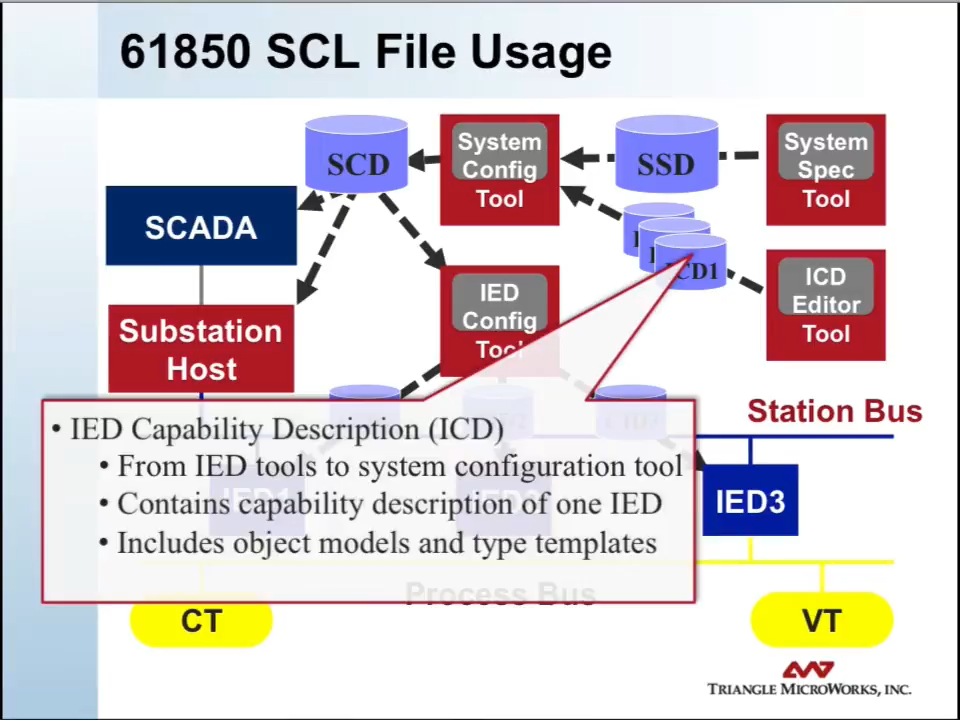 61850 SCL File Usage
SCD
System
Config
Tool
SSD
System
Spec
Tool
SCADA
ICD1
IED
Config
Tool
ICD
Editor
Tool
Substation
Host
Station Bus
• IED Capability Description (ICD)
• From IED tools to system configuration tool
• Contains capability description of one IED
• Includes object models and type templates
IED1
IED3
Process Bus
CT
VT
TRIANGLE MICROWORKS, INC.